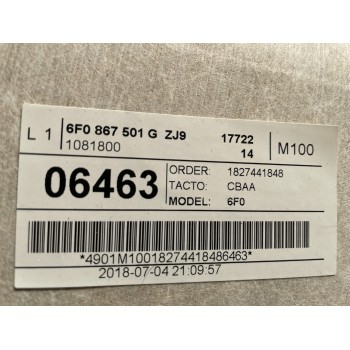 L 1 6F0 867 501 G ZJ9 17722 M100
1081800 14
06463
ORDER: 1827441848
TACTO: CBAA
MODEL: 6F0
*4901M10018274418486463*
2018-07-04 21:09:57